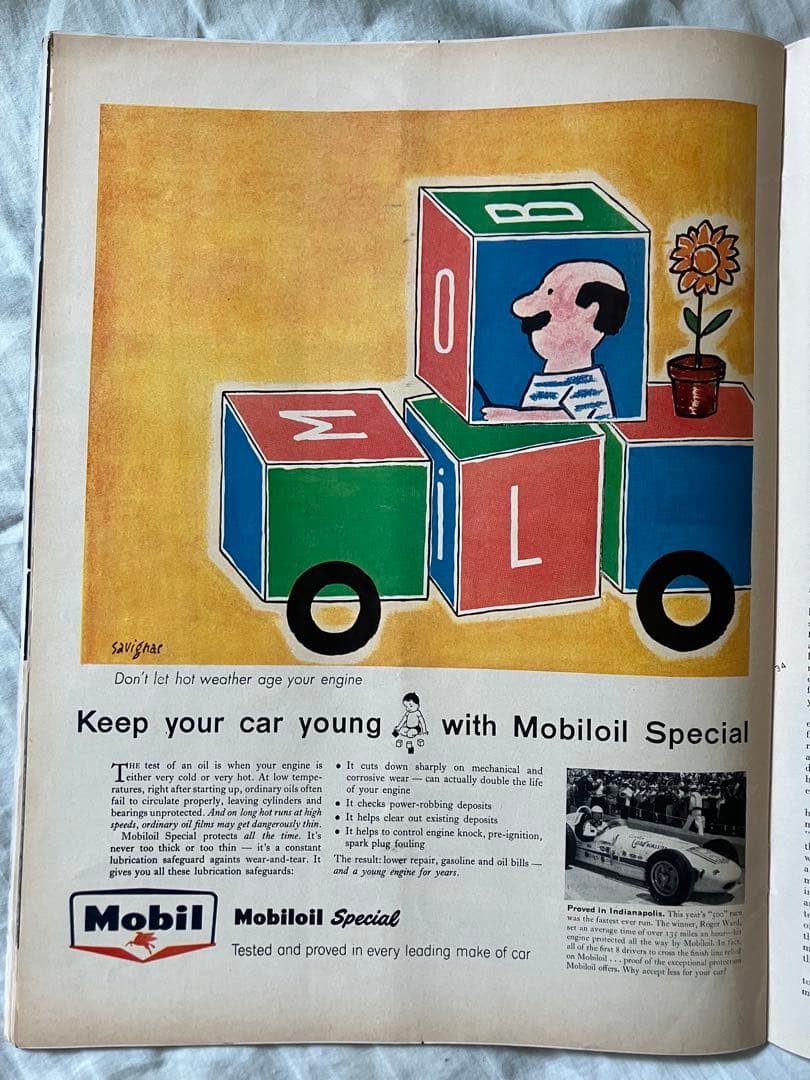 B
O
M
i
L
savignac
Don't let hot weather age your engine
Keep your car young with Mobiloil Special
THE test of an oil is when your engine is
either very cold or very hot. At low tempe-
ratures, right after starting up, ordinary oils often
fail to circulate properly, leaving cylinders and
bearings unprotected. And on long hot runs at high
speeds, ordinary oil films may get dangerously thin.
Mobiloil Special protects all the time. It's
never too thick or too thin — it's a constant
lubrication safeguard againts wear-and-tear. It
gives you all these lubrication safeguards:
• It cuts down sharply on mechanical and
corrosive wear — can actually double the life
of your engine
• It checks power-robbing deposits
• It helps clear out existing deposits
• It helps to control engine knock, pre-ignition,
spark plug fouling
The result: lower repair, gasoline and oil bills —
and a young engine for years.
Proved in Indianapolis. This year's "500" race
was the fastest ever run. The winner, Roger Ward,
set an average time of over 135 miles an hour—his
engine protected all the way by Mobiloil. In fact,
all of the first 8 drivers to cross the finish line relied
on Mobiloil . . . proof of the exceptional protection
Mobiloil offers. Why accept less for your car?
Mobil
Mobiloil Special
Tested and proved in every leading make of car
34